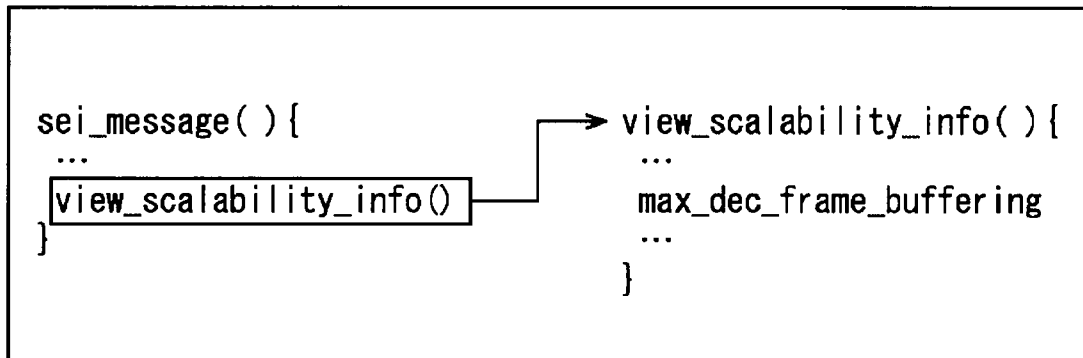 sei_message( ){
...
view_scalability_info()
}
view_scalability_info( ){
...
max_dec_frame_buffering
...
}